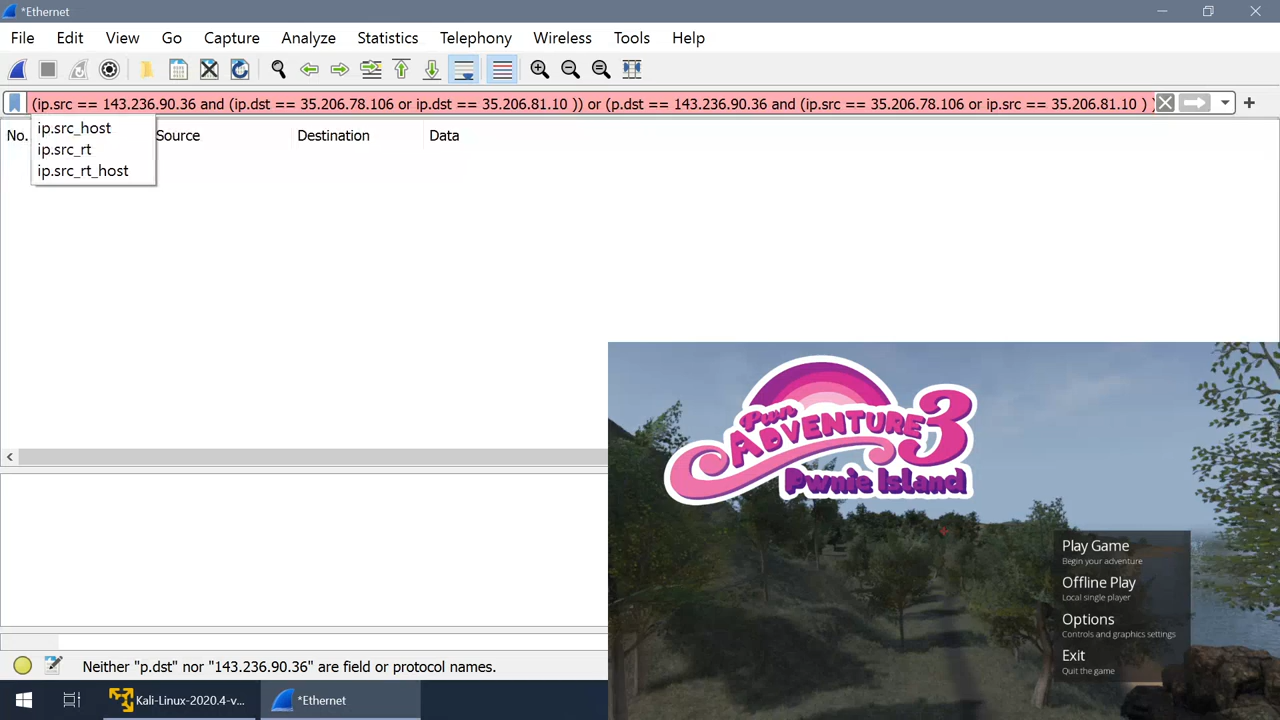 *Ethernet
File Edit View Go Capture Analyze Statistics Telephony Wireless Tools Help
(ip.src == 143.236.90.36 and (ip.dst == 35.206.78.106 or ip.dst == 35.206.81.10 )) or (p.dst == 143.236.90.36 and (ip.src == 35.206.78.106 or ip.src == 35.206.81.10 ) )
No. Source Destination Data
ip.src_host
ip.src_rt
ip.src_rt_host
Pwn
Adventure 3
Pwnie Island
Play Game
Begin your adventure
Offline Play
Local single player
Options
Controls and graphics settings
Exit
Quit the game
Neither "p.dst" nor "143.236.90.36" are field or protocol names.
Kali-Linux-2020.4-v... *Ethernet